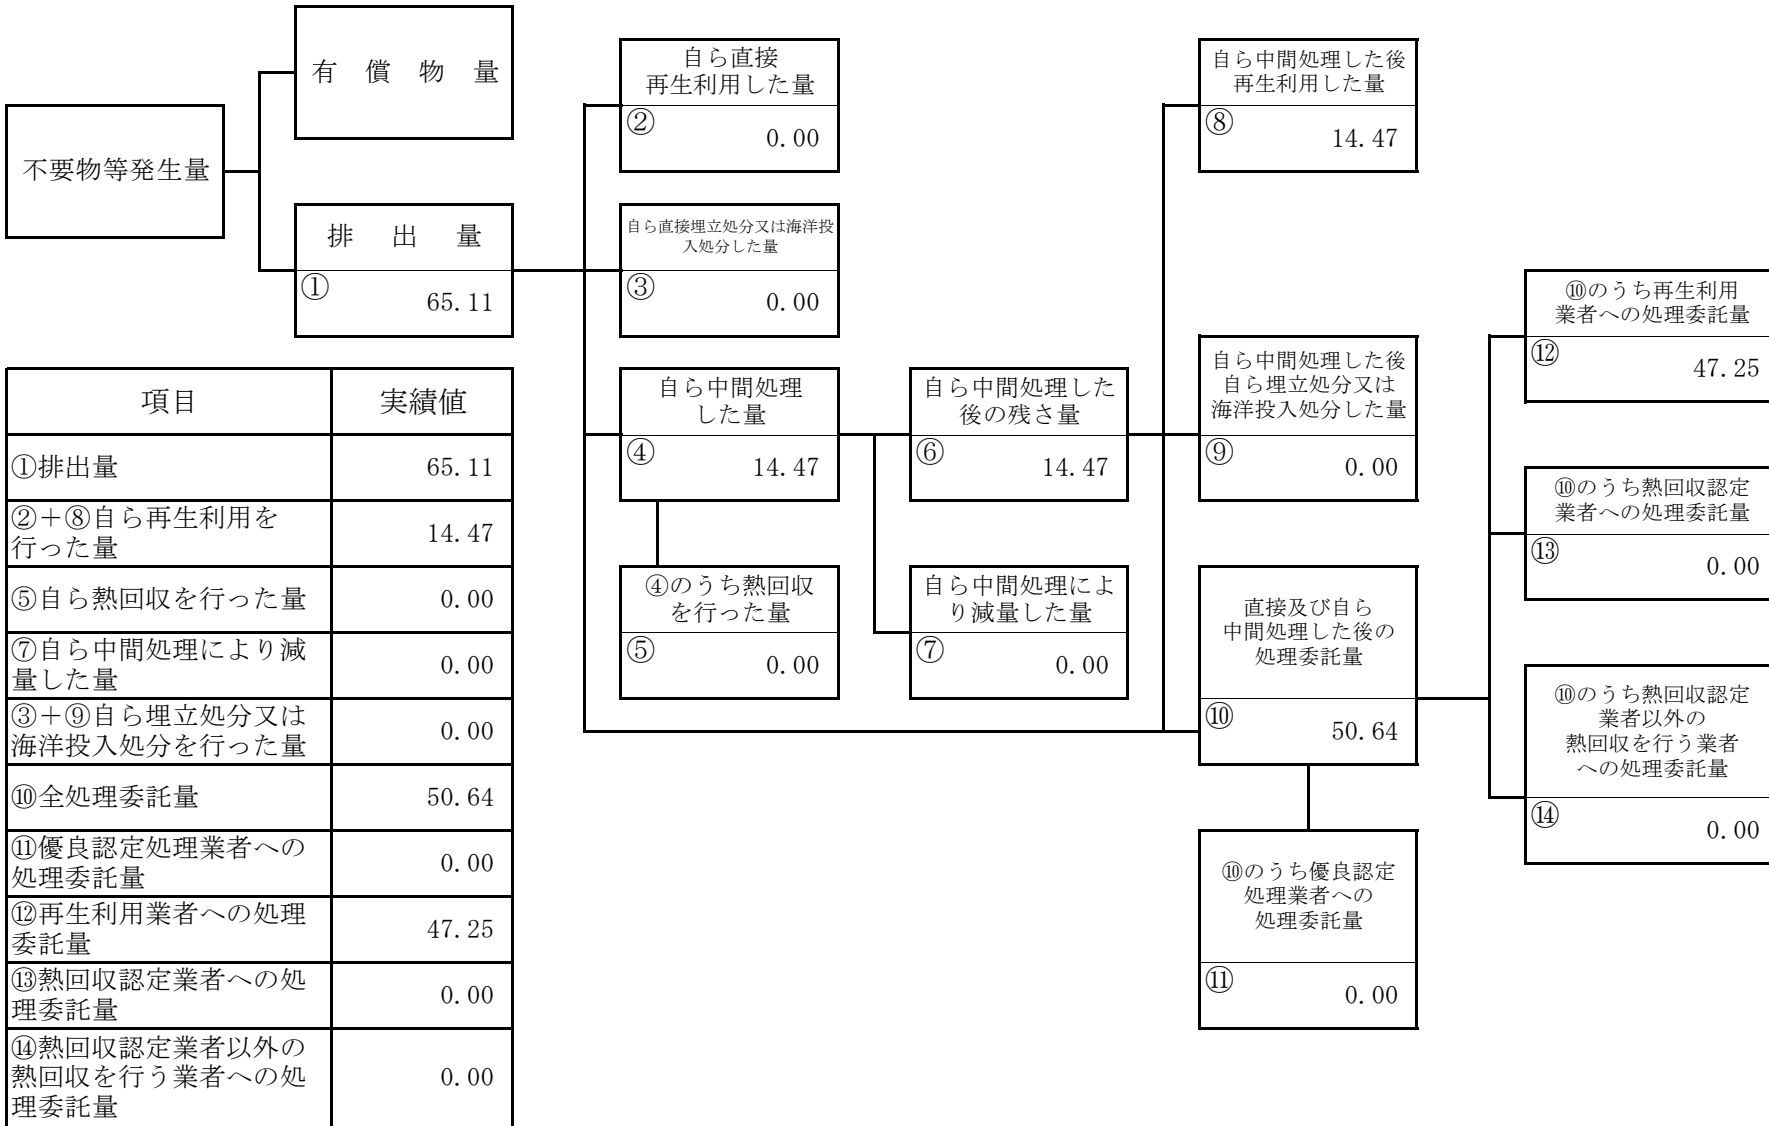 不要物等発生量
有償物量
排出量
①
65.11
自ら直接
再生利用した量
②
0.00
自ら直接埋立処分又は海洋投
入処分した量
③
0.00
自ら中間処理
した量
④
14.47
④のうち熱回収
を行った量
⑤
0.00
自ら中間処理した
後の残さ量
⑥
14.47
自ら中間処理によ
り減量した量
⑦
0.00
自ら中間処理した後
再生利用した量
⑧
14.47
自ら中間処理した後
自ら埋立処分又は
海洋投入処分した量
⑨
0.00
直接及び自ら
中間処理した後の
処理委託量
⑩
50.64
⑩のうち優良認定
処理業者への
処理委託量
⑪
0.00
⑩のうち再生利用
業者への処理委託量
⑫
47.25
⑩のうち熱回収認定
業者への処理委託量
⑬
0.00
⑩のうち熱回収認定
業者以外の
熱回収を行う業者
への処理委託量
⑭
0.00
項目 実績値
①排出量 65.11
②+⑧自ら再生利用を
行った量 14.47
⑤自ら熱回収を行った量 0.00
⑦自ら中間処理により減
量した量 0.00
③+⑨自ら埋立処分又は
海洋投入処分を行った量 0.00
⑩全処理委託量 50.64
⑪優良認定処理業者への
処理委託量 0.00
⑫再生利用業者への処理
委託量 47.25
⑬熱回収認定業者への処
理委託量 0.00
⑭熱回収認定業者以外の
熱回収を行う業者への処
理委託量 0.00